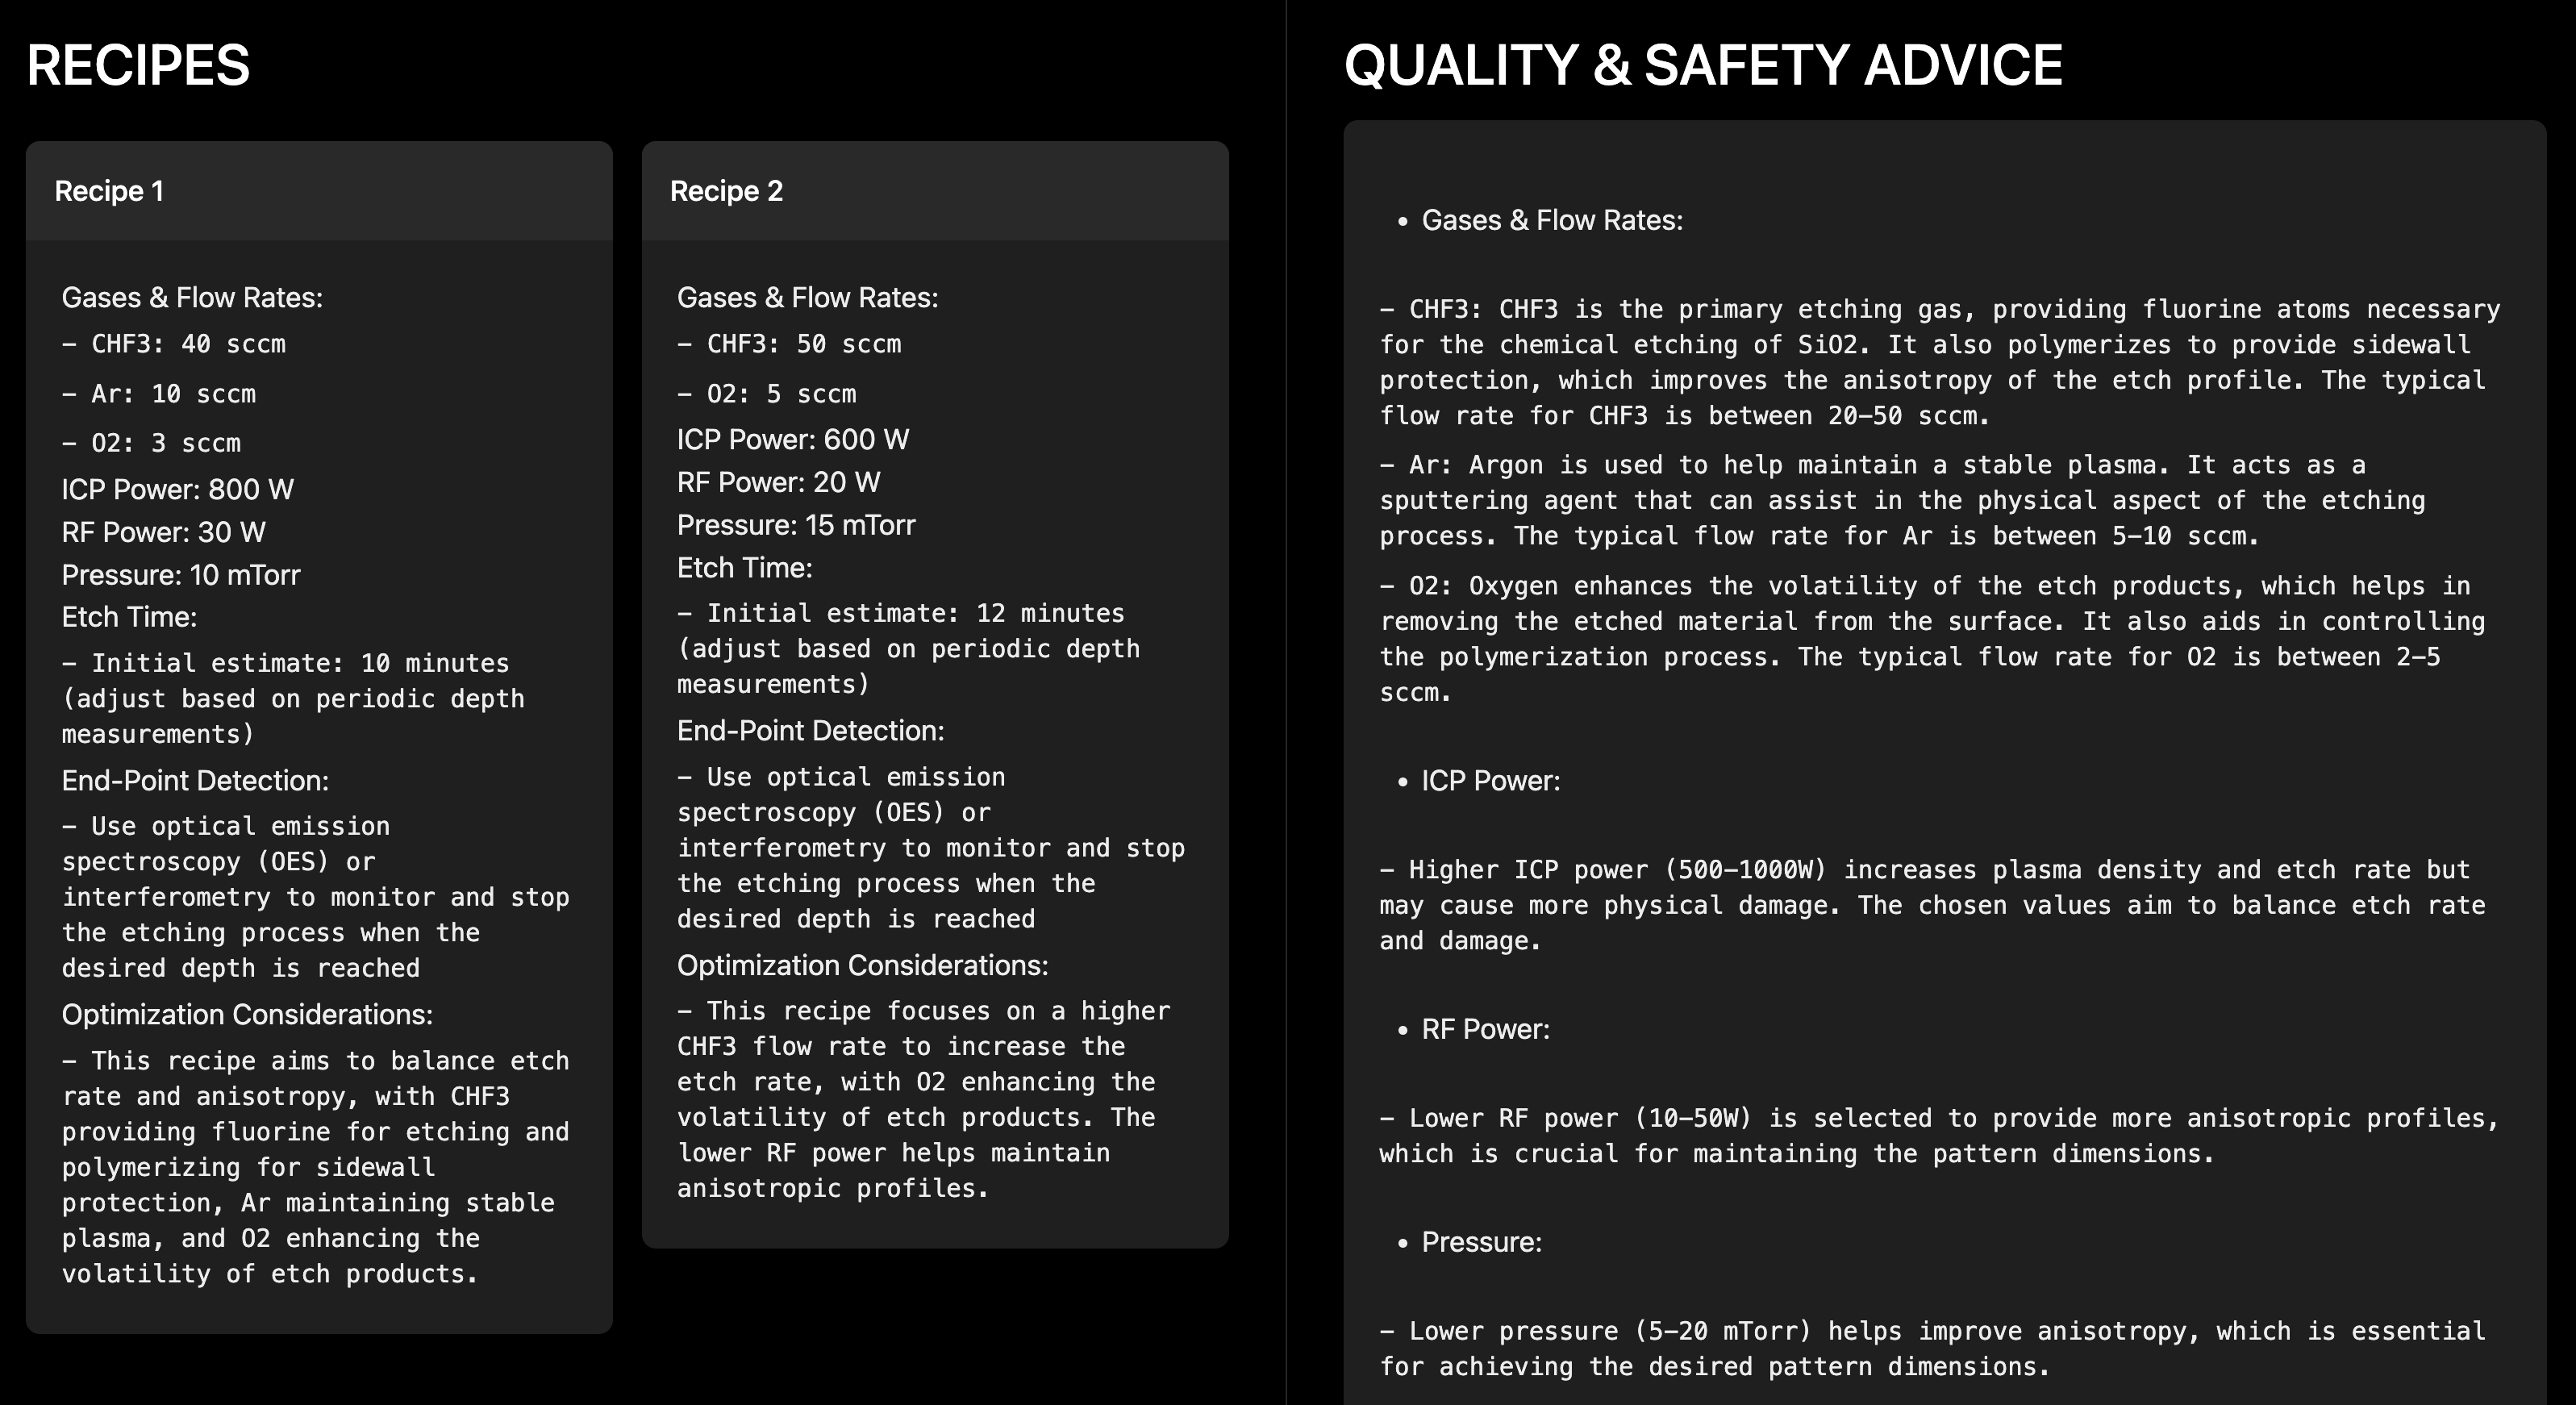 RECIPES
Recipe 1
Gases & Flow Rates:
– CHF3: 40 sccm
– Ar: 10 sccm
– O2: 3 sccm
ICP Power: 800 W
RF Power: 30 W
Pressure: 10 mTorr
Etch Time:
– Initial estimate: 10 minutes
(adjust based on periodic depth
measurements)
End-Point Detection:
– Use optical emission
spectroscopy (OES) or
interferometry to monitor and stop
the etching process when the
desired depth is reached
Optimization Considerations:
– This recipe aims to balance etch
rate and anisotropy, with CHF3
providing fluorine for etching and
polymerizing for sidewall
protection, Ar maintaining stable
plasma, and O2 enhancing the
volatility of etch products.
Recipe 2
Gases & Flow Rates:
– CHF3: 50 sccm
– O2: 5 sccm
ICP Power: 600 W
RF Power: 20 W
Pressure: 15 mTorr
Etch Time:
– Initial estimate: 12 minutes
(adjust based on periodic depth
measurements)
End-Point Detection:
– Use optical emission
spectroscopy (OES) or
interferometry to monitor and stop
the etching process when the
desired depth is reached
Optimization Considerations:
– This recipe focuses on a higher
CHF3 flow rate to increase the
etch rate, with O2 enhancing the
volatility of etch products. The
lower RF power helps maintain
anisotropic profiles.
QUALITY & SAFETY ADVICE
• Gases & Flow Rates:
– CHF3: CHF3 is the primary etching gas, providing fluorine atoms necessary
for the chemical etching of SiO2. It also polymerizes to provide sidewall
protection, which improves the anisotropy of the etch profile. The typical
flow rate for CHF3 is between 20–50 sccm.
– Ar: Argon is used to help maintain a stable plasma. It acts as a
sputtering agent that can assist in the physical aspect of the etching
process. The typical flow rate for Ar is between 5–10 sccm.
– O2: Oxygen enhances the volatility of the etch products, which helps in
removing the etched material from the surface. It also aids in controlling
the polymerization process. The typical flow rate for O2 is between 2–5
sccm.
• ICP Power:
– Higher ICP power (500–1000W) increases plasma density and etch rate but
may cause more physical damage. The chosen values aim to balance etch rate
and damage.
• RF Power:
– Lower RF power (10–50W) is selected to provide more anisotropic profiles,
which is crucial for maintaining the pattern dimensions.
• Pressure:
– Lower pressure (5–20 mTorr) helps improve anisotropy, which is essential
for achieving the desired pattern dimensions.